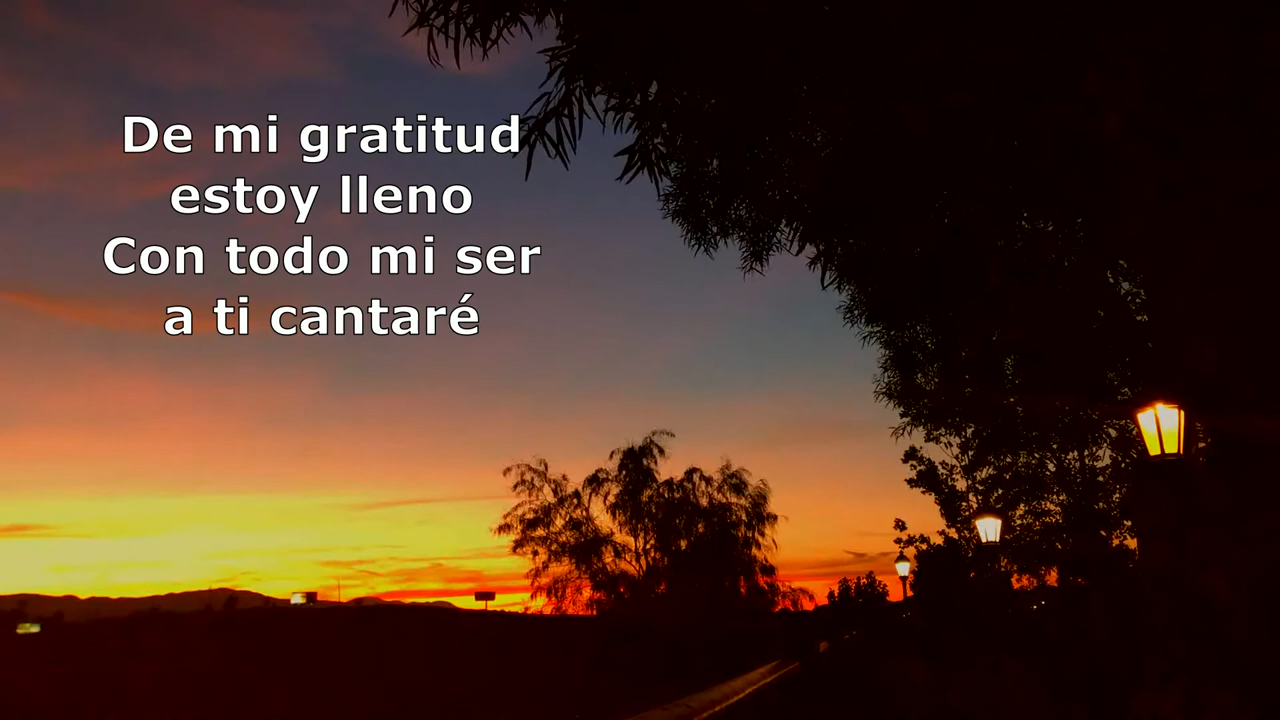 De mi gratitud
estoy lleno
Con todo mi ser
a ti cantaré